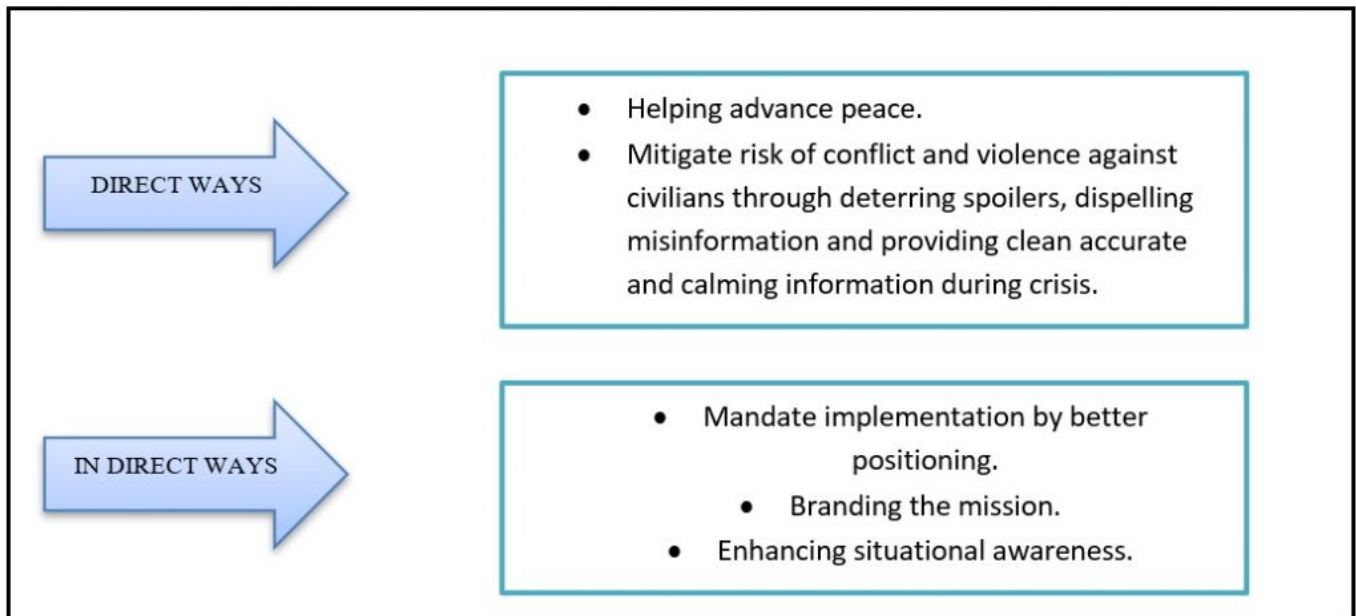 DIRECT WAYS
• Helping advance peace.
• Mitigate risk of conflict and violence against
civilians through deterring spoilers, dispelling
misinformation and providing clean accurate
and calming information during crisis.
IN DIRECT WAYS
• Mandate implementation by better
positioning.
• Branding the mission.
• Enhancing situational awareness.